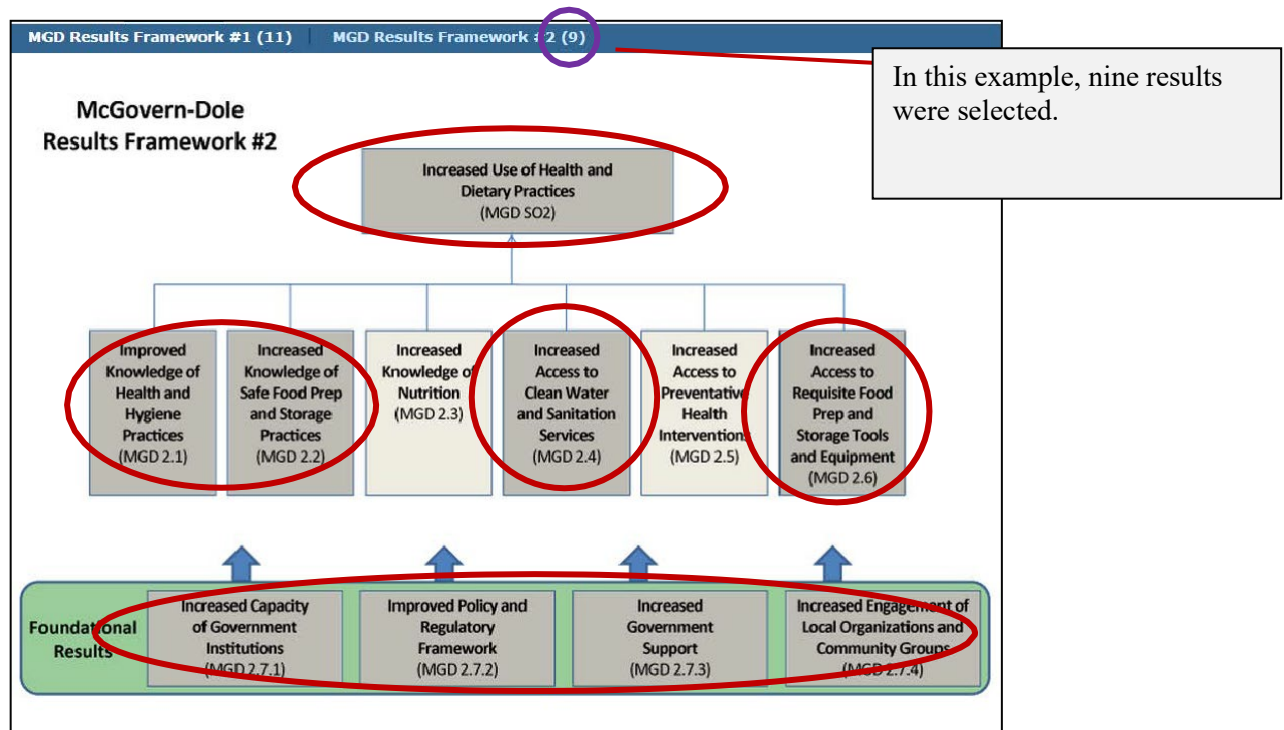 MGD Results Framework #1 (11) | MGD Results Framework #2 (9)
In this example, nine results
were selected.
McGovern-Dole
Results Framework #2
Increased Use of Health and
Dietary Practices
(MGD SO2)
Improved
Knowledge of
Health and
Hygiene
Practices
(MGD 2.1)
Increased
Knowledge of
Safe Food Prep
and Storage
Practices
(MGD 2.2)
Increased
Knowledge of
Nutrition
(MGD 2.3)
Increased
Access to
Clean Water
and Sanitation
Services
(MGD 2.4)
Increased
Access to
Preventative
Health
Interventions
(MGD 2.5)
Increased
Access to
Requisite Food
Prep and
Storage Tools
and Equipment
(MGD 2.6)
Foundational
Results
Increased Capacity
of Government
Institutions
(MGD 2.7.1)
Improved Policy and
Regulatory
Framework
(MGD 2.7.2)
Increased
Government
Support
(MGD 2.7.3)
Increased Engagement of
Local Organizations and
Community Groups
(MGD 2.7.4)